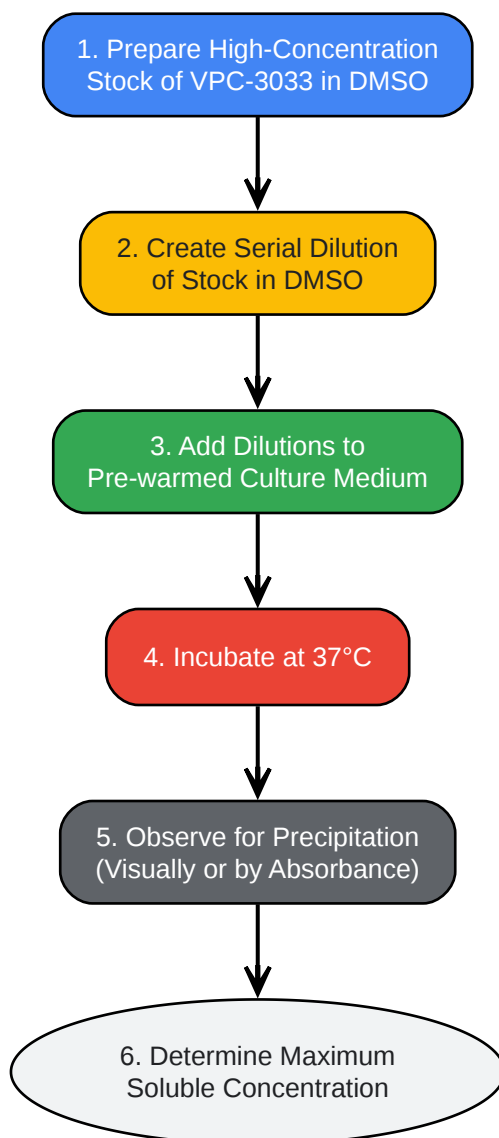 1. Prepare High-Concentration
Stock of VPC-3033 in DMSO
2. Create Serial Dilution
of Stock in DMSO
3. Add Dilutions to
Pre-warmed Culture Medium
4. Incubate at 37°C
5. Observe for Precipitation
(Visually or by Absorbance)
6. Determine Maximum
Soluble Concentration